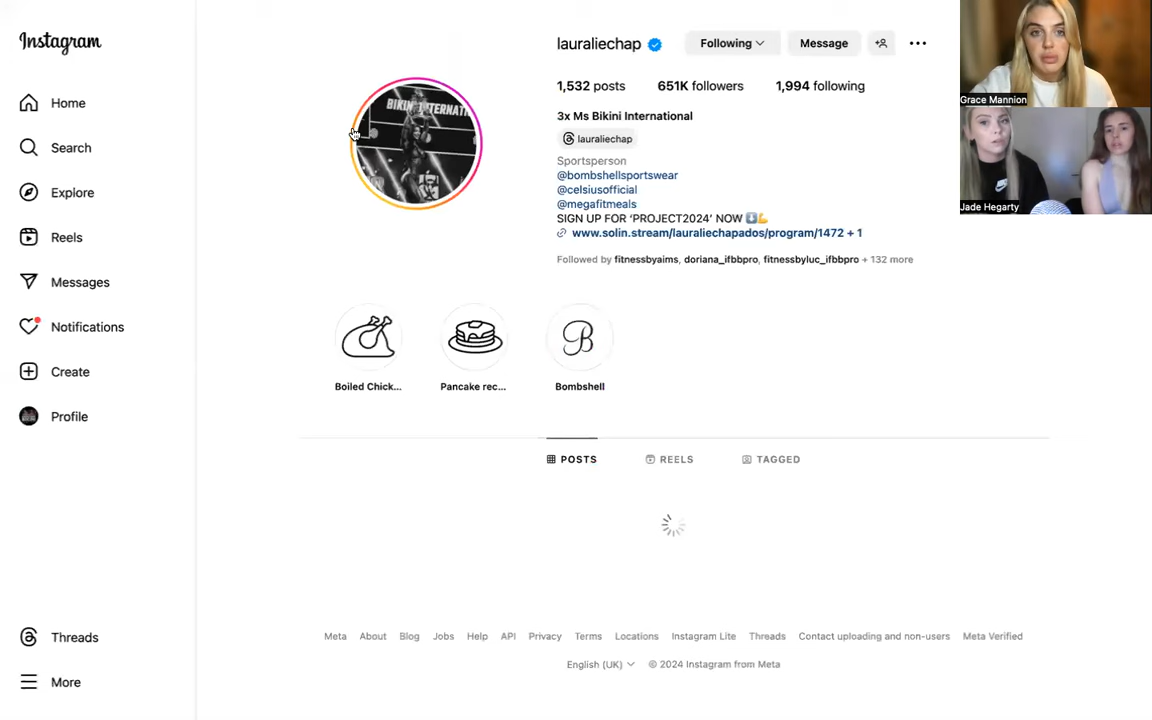 Instagram
Home
Search
Explore
Reels
Messages
Notifications
Create
Profile
Threads
More
lauraliechap
Following
Message
1,532 posts
651K followers
1,994 following
3x Ms Bikini International
lauraliechap
Sportsperson
@bombshellsportswear
@celsiusofficial
@megafitmeals
SIGN UP FOR 'PROJECT2024' NOW ⬇️💪
www.solin.stream/lauraliechapados/program/1472 + 1
Followed by fitnessbyaims, doriana_ifbbpro, fitnessbyluc_ifbbpro + 132 more
BIKINI INTERNATI
Boiled Chick...
Pancake rec...
B
Bombshell
POSTS
REELS
TAGGED
Meta
About
Blog
Jobs
Help
API
Privacy
Terms
Locations
Instagram Lite
Threads
Contact uploading and non-users
Meta Verified
English (UK)
© 2024 Instagram from Meta
Grace Mannion
Jade Hegarty